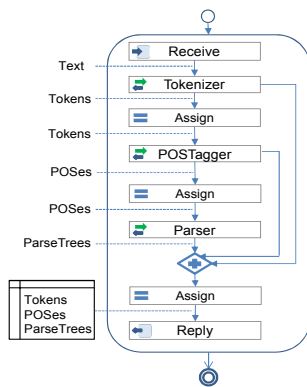 Receive
Text
Tokenizer
Tokens
Assign
Tokens
POSTagger
POSes
Assign
POSes
Parser
ParseTrees
Assign
Tokens
POSes
ParseTrees
Reply